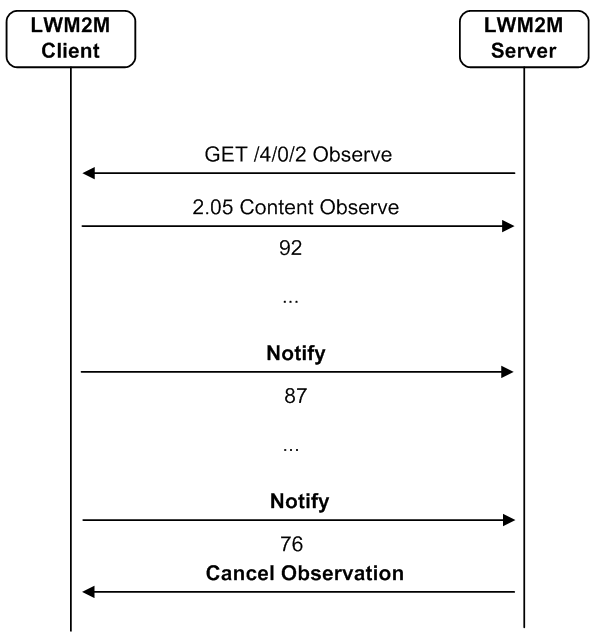 LWM2M
Client
LWM2M
Server
GET /4/0/2 Observe
2.05 Content Observe
92
...
Notify
87
...
Notify
76
Cancel Observation